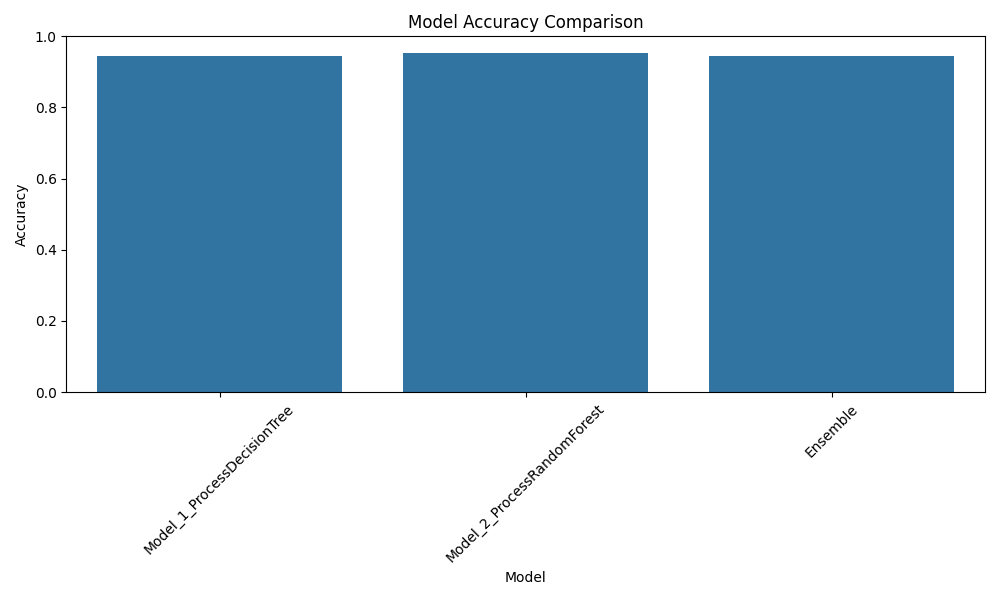 Model Accuracy Comparison
1.0
0.8
0.6
0.4
0.2
0.0
Accuracy
Model_1_ProcessDecisionTree
Model_2_ProcessRandomForest
Ensemble
Model